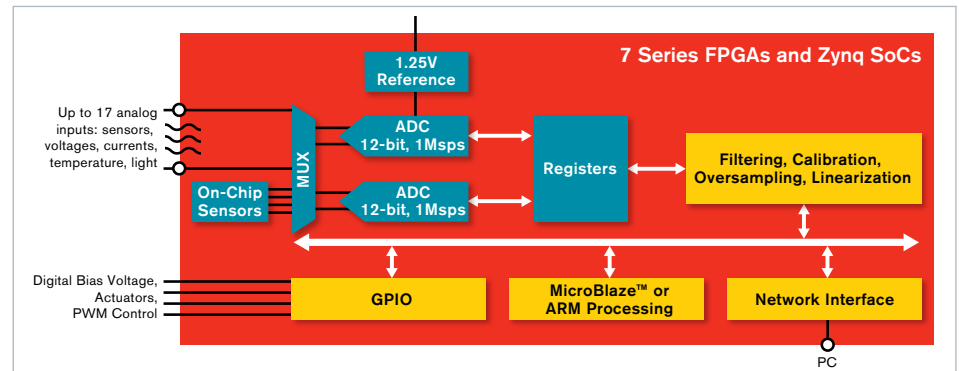 7 Series FPGAs and Zynq SoCs
1.25V
Reference
Up to 17 analog
inputs: sensors,
voltages, currents,
temperature, light
MUX
ADC
12-bit, 1Msps
Registers
Filtering, Calibration,
Oversampling, Linearization
On-Chip
Sensors
ADC
12-bit, 1Msps
Digital Bias Voltage,
Actuators,
PWM Control
GPIO
MicroBlaze™ or
ARM Processing
Network Interface
PC